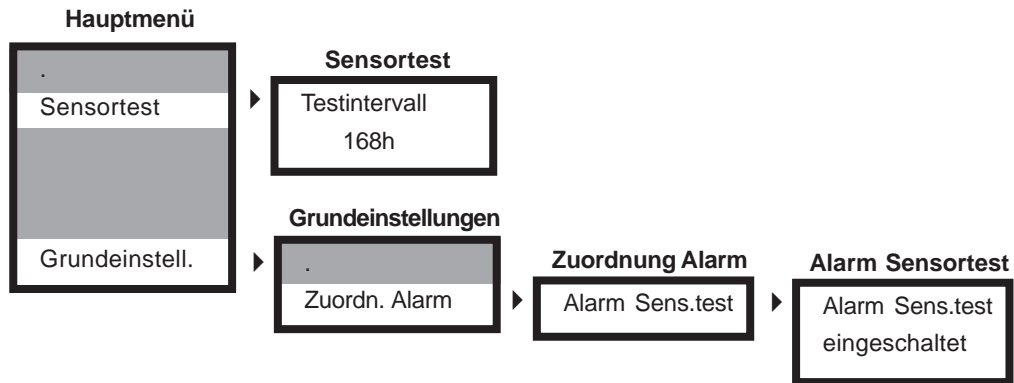 Hauptmenü
.
Sensortest
Grundeinstell.
Sensortest
Testintervall
168h
Grundeinstellungen
.
Zuordn. Alarm
Zuordnung Alarm
Alarm Sens.test
Alarm Sensortest
Alarm Sens.test
eingeschaltet